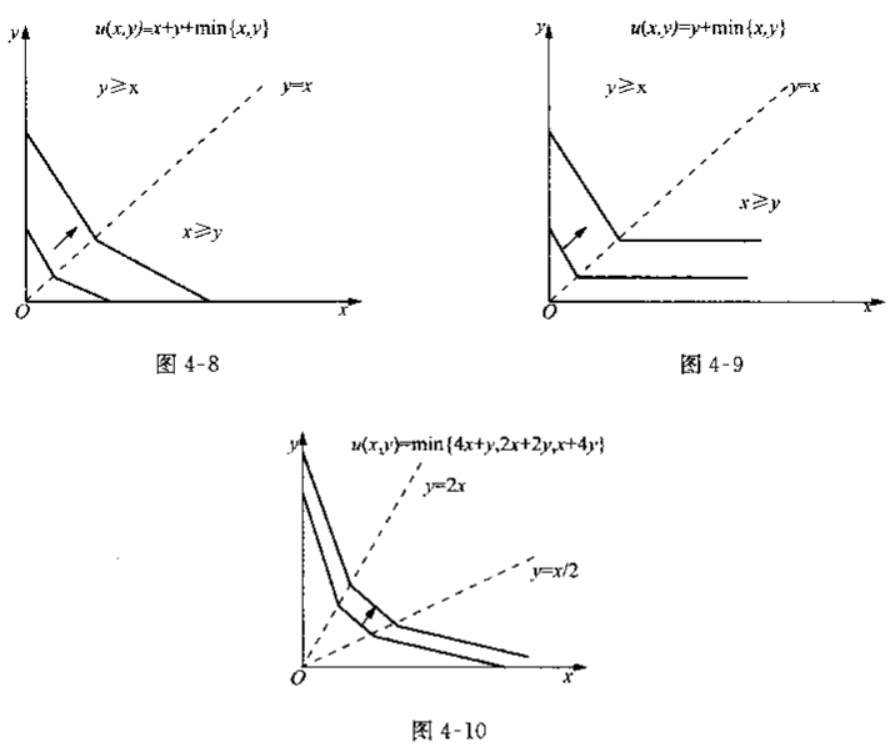 u(x,y)=x+y+min{x,y}
y
y≥x
y=x
x≥y
O
x
图 4-8
u(x,y)=y+min{x,y}
y
y≥x
y=x
x≥y
O
x
图 4-9
u(x,y)=min{4x+y,2x+2y,x+4y}
y
y=2x
y=x/2
O
x
图 4-10